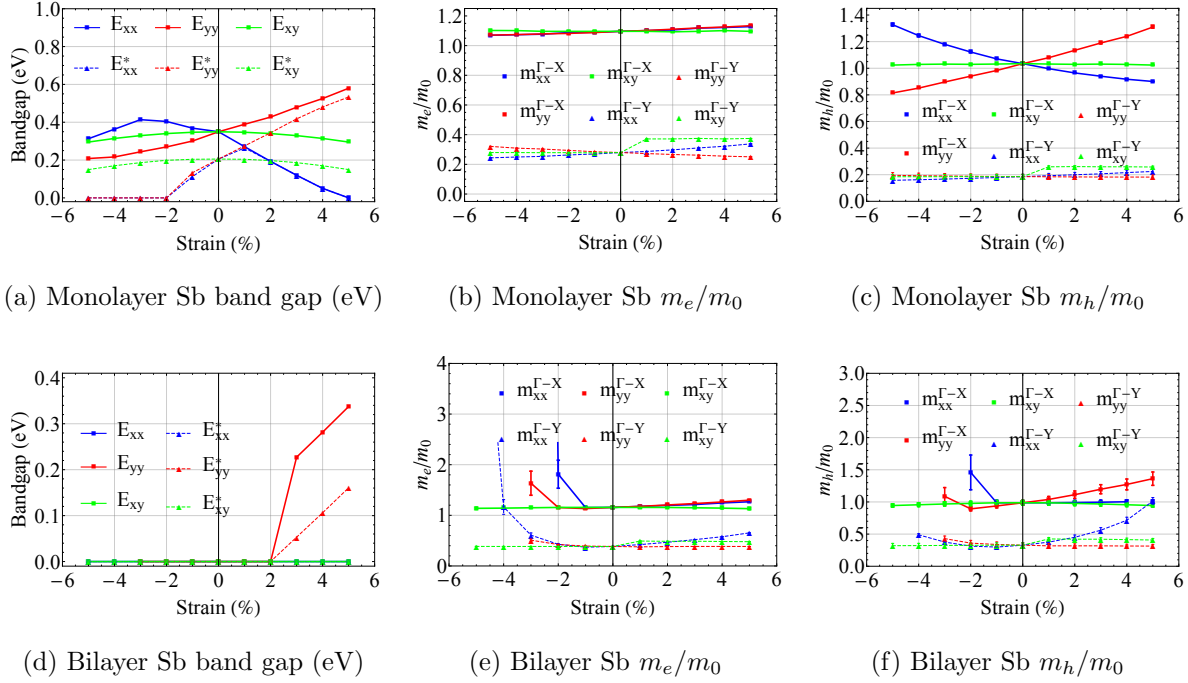 E_xx E_yy E_xy
E*_xx E*_yy E*_xy
Bandgap (eV)
0.0 0.2 0.4 0.6 0.8 1.0
−6 −4 −2 0 2 4 6
Strain (%)
(a) Monolayer Sb band gap (eV)
m_xx^Γ−X m_xy^Γ−X m_yy^Γ−Y
m_yy^Γ−X m_xx^Γ−Y m_xy^Γ−Y
m_e/m_0
0.0 0.2 0.4 0.6 0.8 1.0 1.2
−6 −4 −2 0 2 4 6
Strain (%)
(b) Monolayer Sb m_e/m_0
m_xx^Γ−X m_xy^Γ−X m_yy^Γ−Y
m_yy^Γ−X m_xx^Γ−Y m_xy^Γ−Y
m_h/m_0
0.0 0.2 0.4 0.6 0.8 1.0 1.2 1.4
−6 −4 −2 0 2 4 6
Strain (%)
(c) Monolayer Sb m_h/m_0
E_xx E*_xx
E_yy E*_yy
E_xy E*_xy
Bandgap (eV)
0.0 0.1 0.2 0.3 0.4
−6 −4 −2 0 2 4 6
Strain (%)
(d) Bilayer Sb band gap (eV)
m_xx^Γ−X m_yy^Γ−X m_xy^Γ−X
m_xx^Γ−Y m_yy^Γ−Y m_xy^Γ−Y
m_e/m_0
0 1 2 3 4
−6 −4 −2 0 2 4 6
Strain (%)
(e) Bilayer Sb m_e/m_0
m_xx^Γ−X m_xy^Γ−X m_yy^Γ−Y
m_yy^Γ−X m_xx^Γ−Y m_xy^Γ−Y
m_h/m_0
0.0 0.5 1.0 1.5 2.0 2.5 3.0
−6 −4 −2 0 2 4 6
Strain (%)
(f) Bilayer Sb m_h/m_0